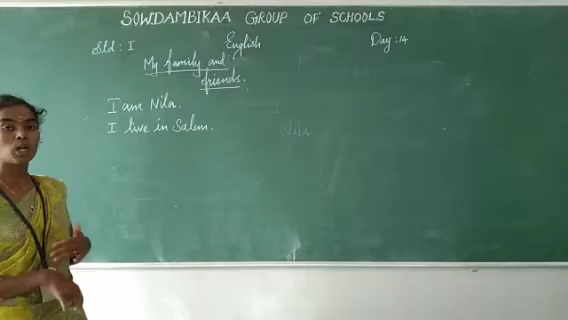 SOWDAMBIKAA GROUP OF SCHOOLS
Std : I English Day : 14
My family and
friends.
I am Nila.
I live in Salem.
Nila